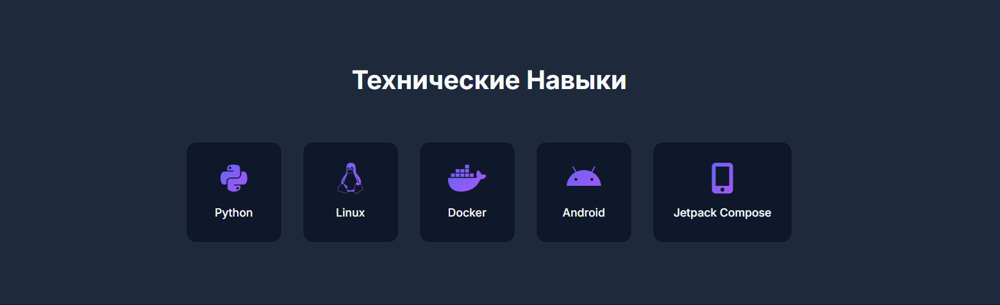 Технические Навыки
Python
Linux
Docker
Android
Jetpack Compose